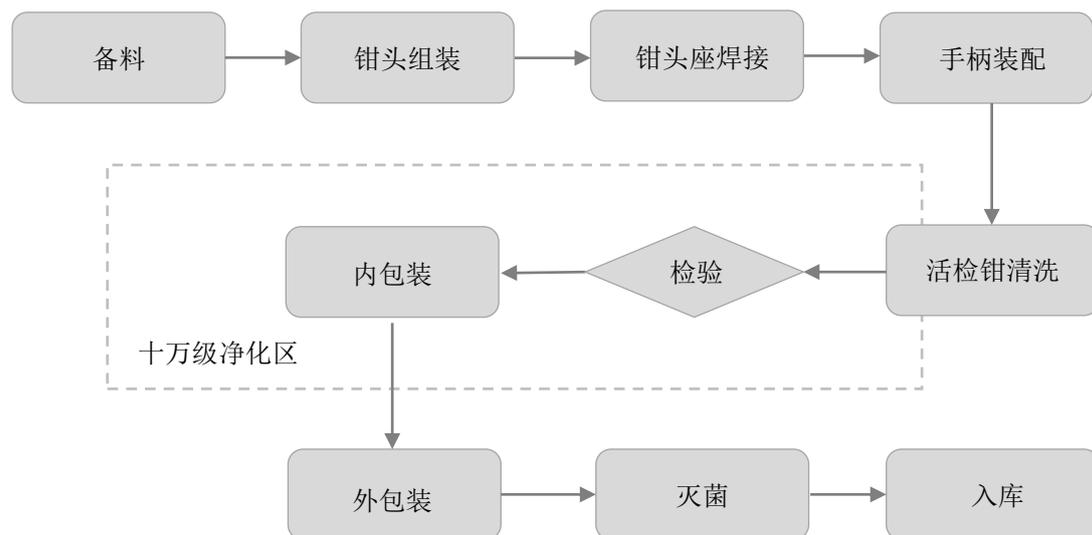 备料
钳头组装
钳头座焊接
手柄装配
活检钳清洗
检验
内包装
十万级净化区
外包装
灭菌
入库